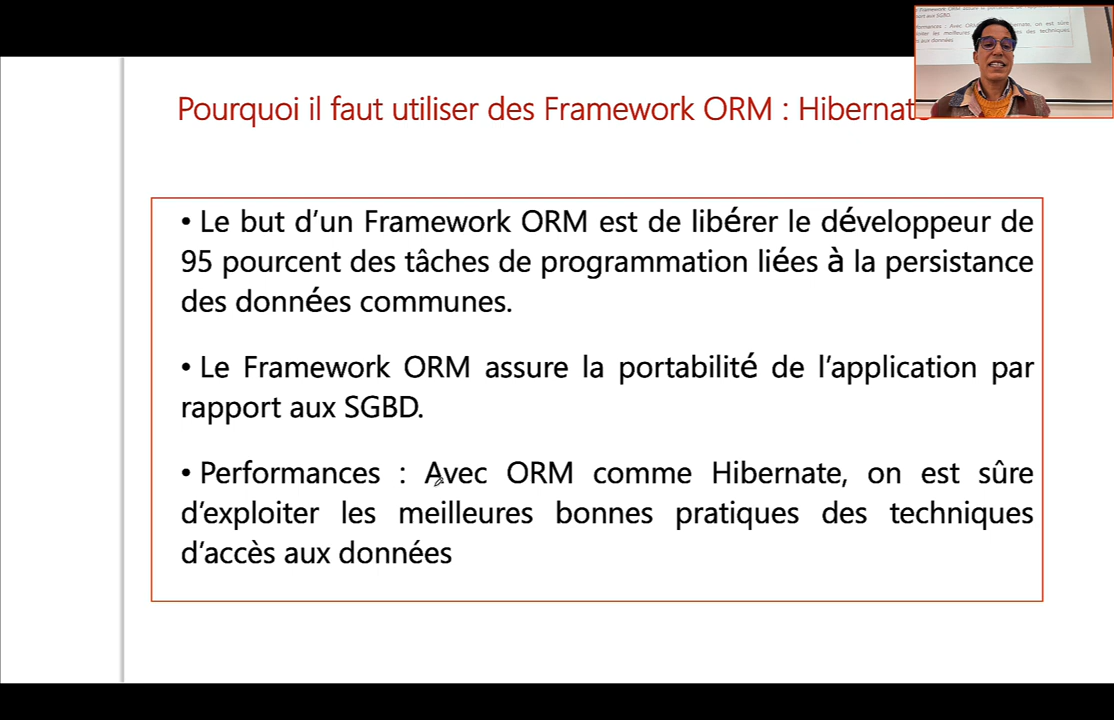 Pourquoi il faut utiliser des Framework ORM : Hibernate
• Le but d’un Framework ORM est de libérer le développeur de
95 pourcent des tâches de programmation liées à la persistance
des données communes.
• Le Framework ORM assure la portabilité de l’application par
rapport aux SGBD.
• Performances : Avec ORM comme Hibernate, on est sûre
d’exploiter les meilleures bonnes pratiques des techniques
d’accès aux données